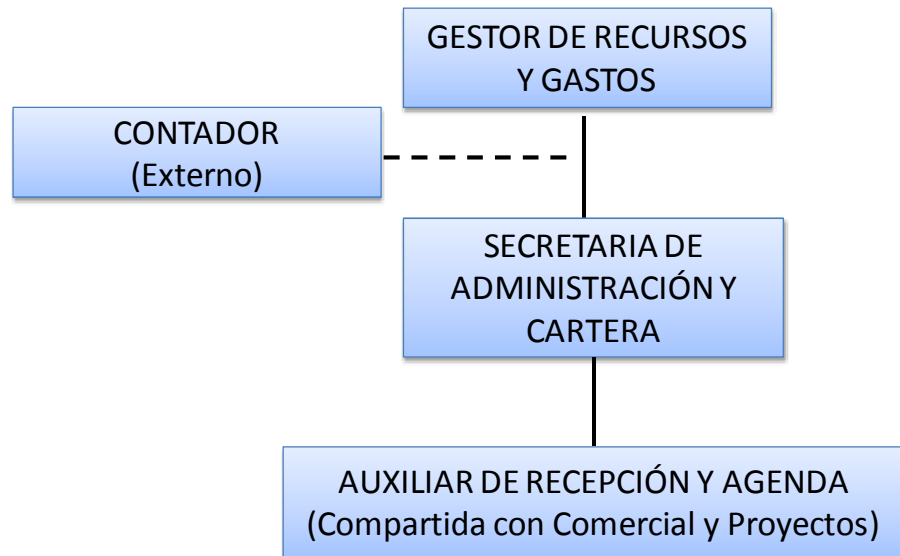 GESTOR DE RECURSOS
Y GASTOS
CONTADOR
(Externo)
SECRETARIA DE
ADMINISTRACIÓN Y
CARTERA
AUXILIAR DE RECEPCIÓN Y AGENDA
(Compartida con Comercial y Proyectos)